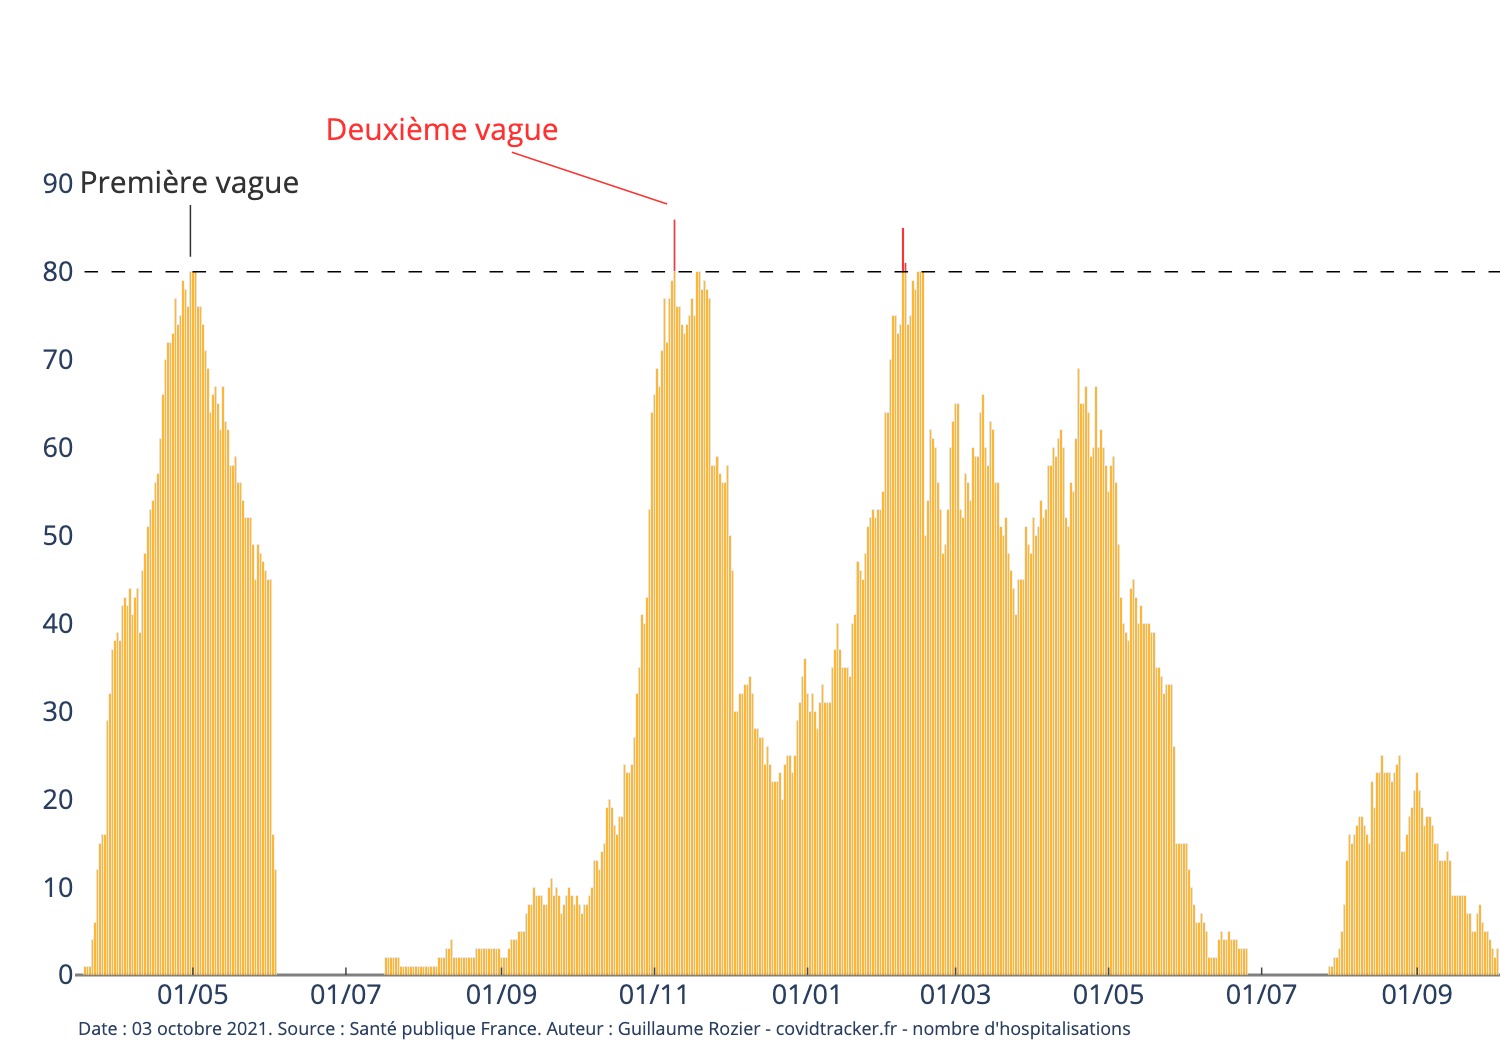 Deuxième vague
90 Première vague
80
70
60
50
40
30
20
10
0
01/05 01/07 01/09 01/11 01/01 01/03 01/05 01/07 01/09
Date : 03 octobre 2021. Source : Santé publique France. Auteur : Guillaume Rozier - covidtracker.fr - nombre d'hospitalisations